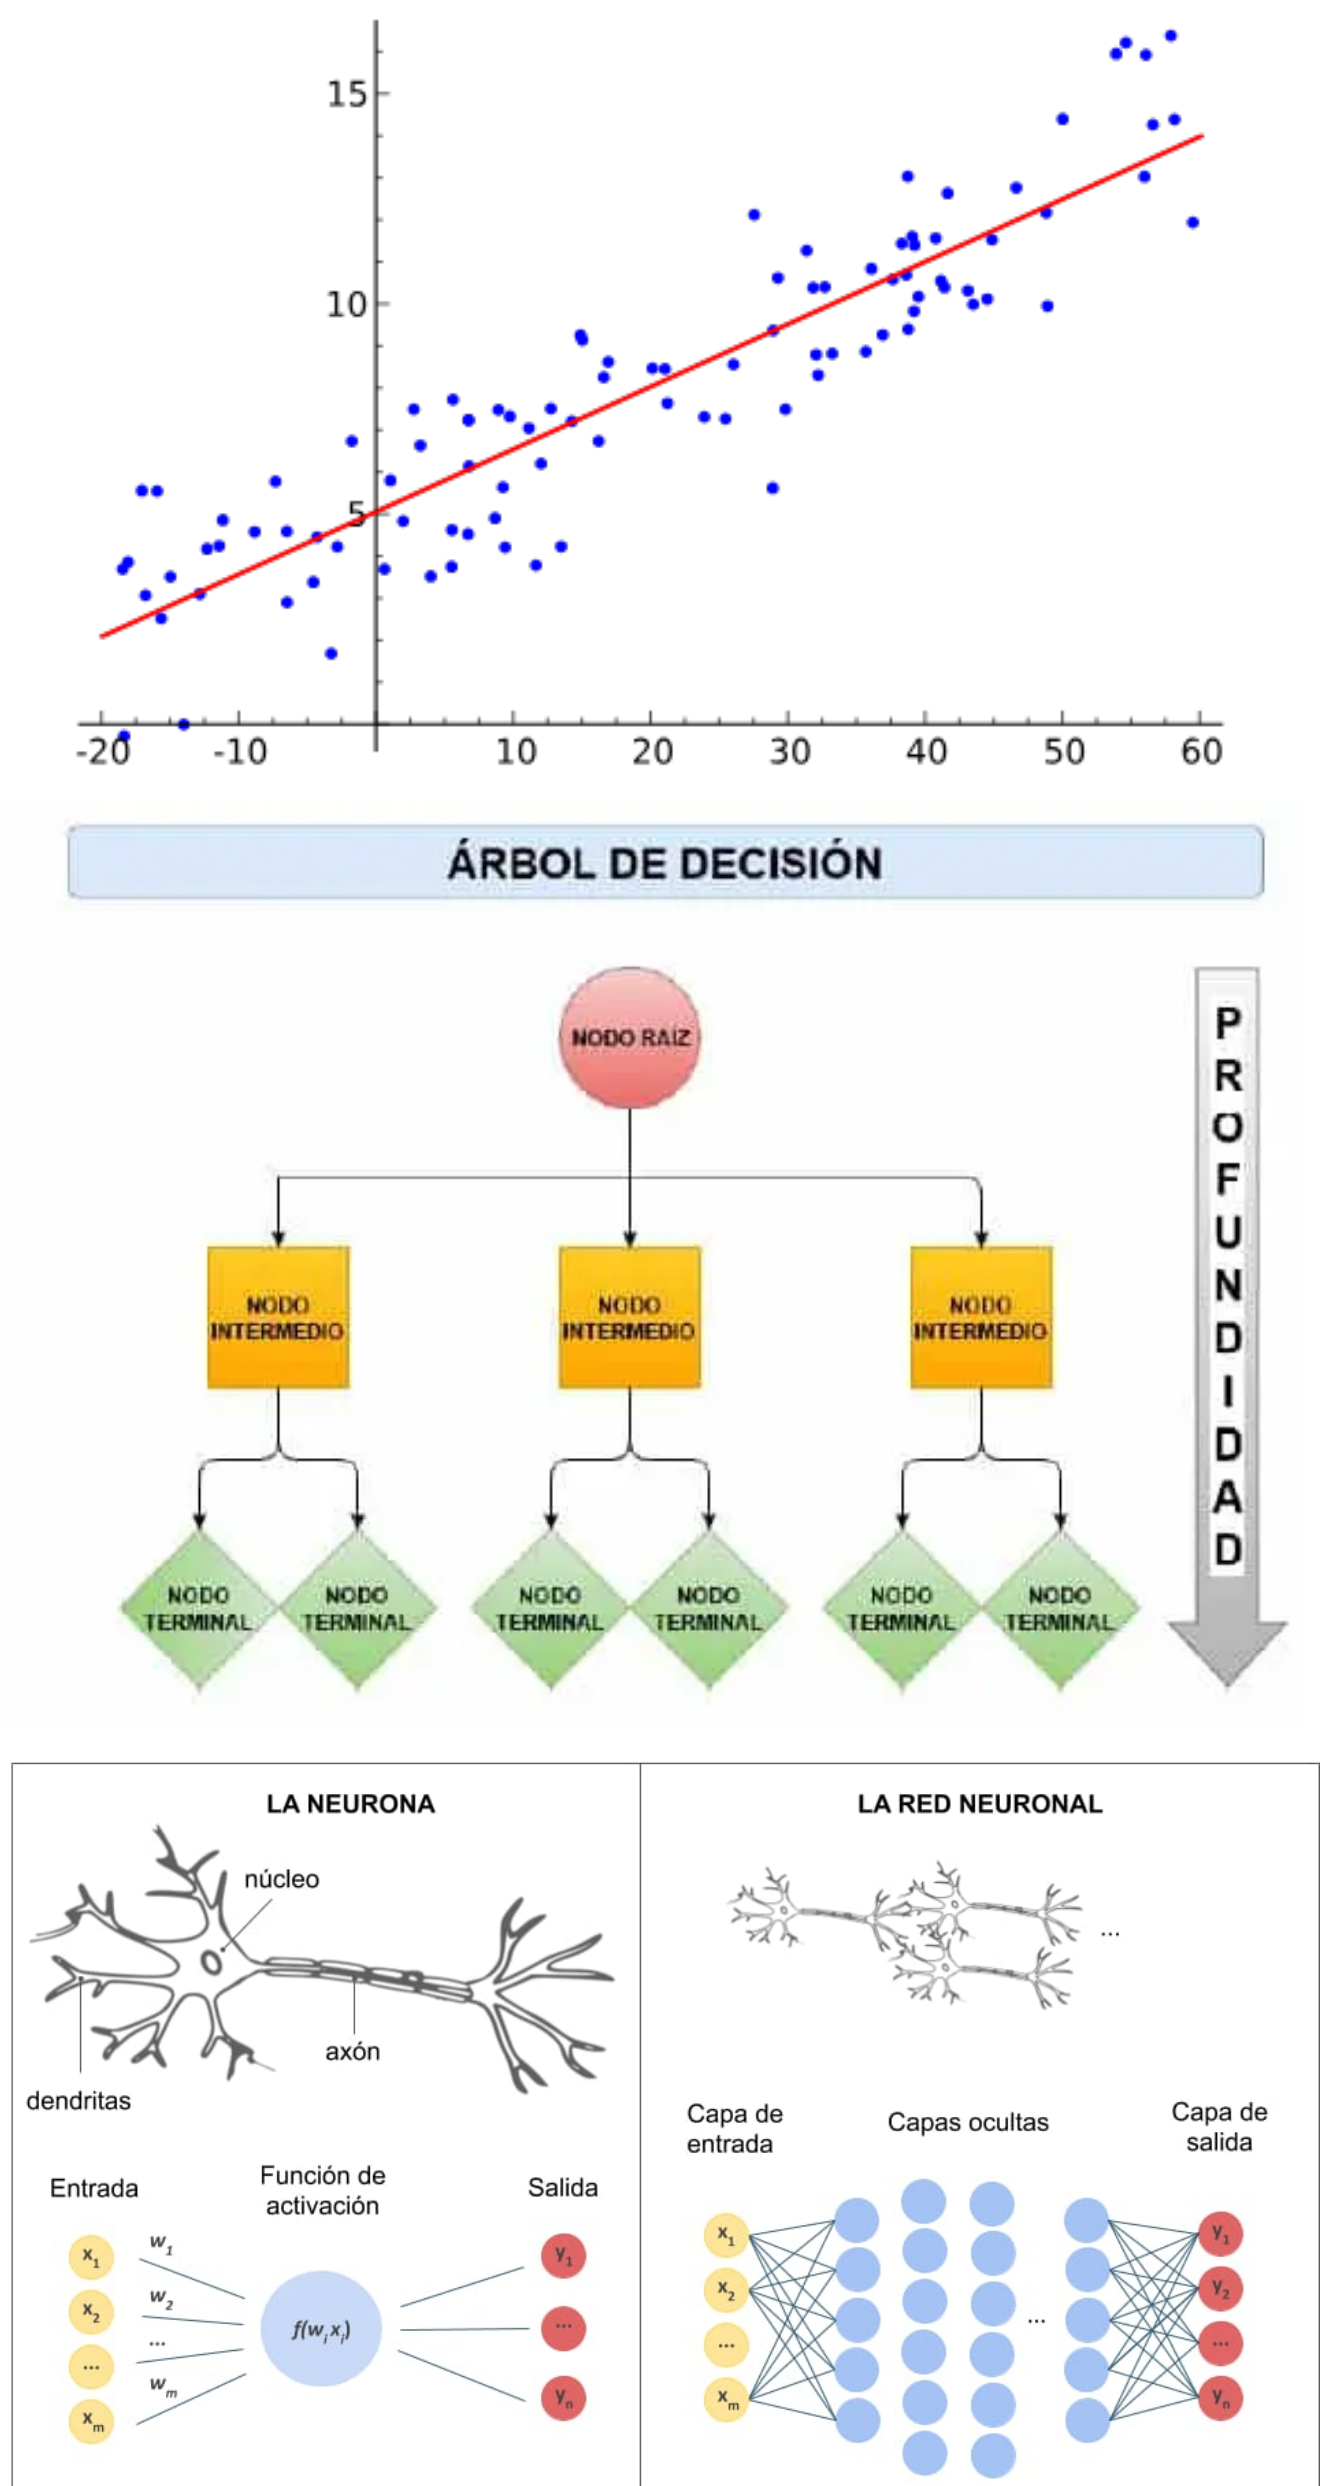 15
10
5
-20 -10 10 20 30 40 50 60
ÁRBOL DE DECISIÓN
NODO RAÍZ
PROFUNDIDAD
NODO
INTERMEDIO
NODO
INTERMEDIO
NODO
INTERMEDIO
NODO
TERMINAL
NODO
TERMINAL
NODO
TERMINAL
NODO
TERMINAL
NODO
TERMINAL
NODO
TERMINAL
LA NEURONA
núcleo
axón
dendritas
Entrada
Función de
activación
Salida
x1
x2
...
xm
w1
w2
...
wm
f(wi xi)
y1
...
yn
LA RED NEURONAL
...
Capa de
entrada
Capas ocultas
Capa de
salida
x1
x2
...
xm
...
y1
y2
...
yn